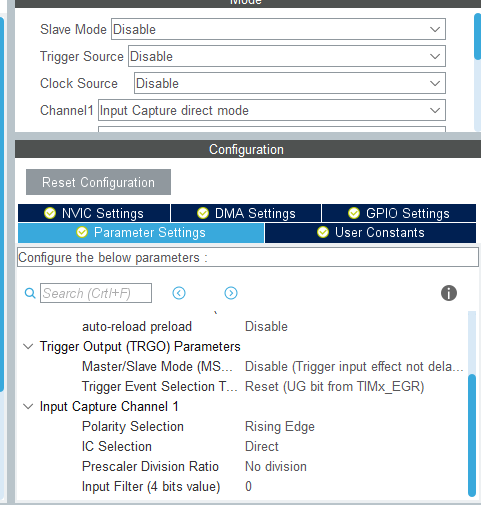 Mode
Slave Mode Disable
Trigger Source Disable
Clock Source Disable
Channel1 Input Capture direct mode
Configuration
Reset Configuration
NVIC Settings DMA Settings GPIO Settings
Parameter Settings User Constants
Configure the below parameters :
Search (Crtl+F)
auto-reload preload Disable
Trigger Output (TRGO) Parameters
Master/Slave Mode (MS... Disable (Trigger input effect not dela...
Trigger Event Selection T... Reset (UG bit from TIMx_EGR)
Input Capture Channel 1
Polarity Selection Rising Edge
IC Selection Direct
Prescaler Division Ratio No division
Input Filter (4 bits value) 0